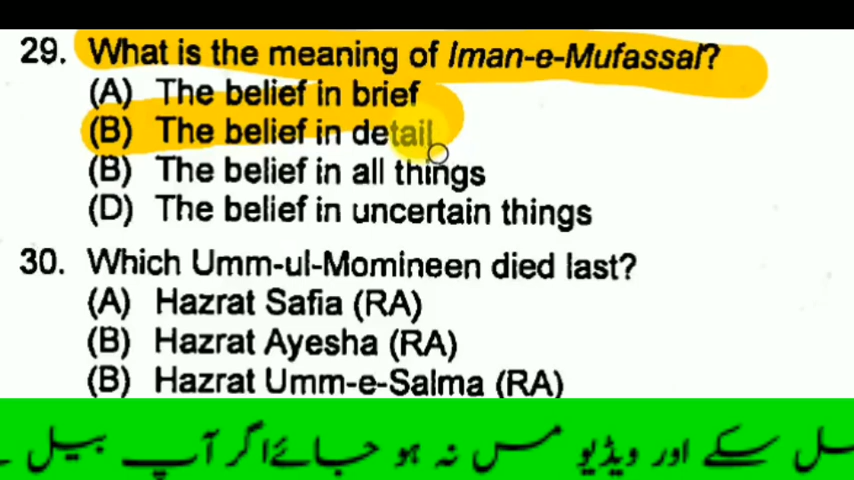 29. What is the meaning of Iman-e-Mufassal?
(A) The belief in brief
(B) The belief in detail
(B) The belief in all things
(D) The belief in uncertain things
30. Which Umm-ul-Momineen died last?
(A) Hazrat Safia (RA)
(B) Hazrat Ayesha (RA)
(B) Hazrat Umm-e-Salma (RA)
سکے اور ویڈیو مس نہ ہو جائے اگر آپ بیل